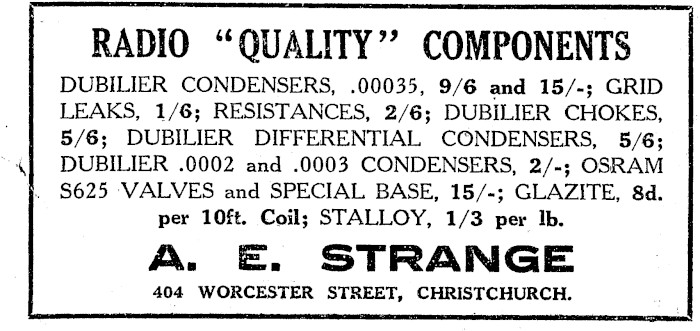 RADIO “QUALITY” COMPONENTS
DUBILIER CONDENSERS, .00035, 9/6 and 15/-; GRID
LEAKS, 1/6; RESISTANCES, 2/6; DUBILIER CHOKES,
5/6; DUBILIER DIFFERENTIAL CONDENSERS, 5/6;
DUBILIER .0002 and .0003 CONDENSERS, 2/-; OSRAM
S625 VALVES and SPECIAL BASE, 15/-; GLAZITE, 8d.
per 10ft. Coil; STALLOY, 1/3 per lb.
A. E. STRANGE
404 WORCESTER STREET, CHRISTCHURCH.